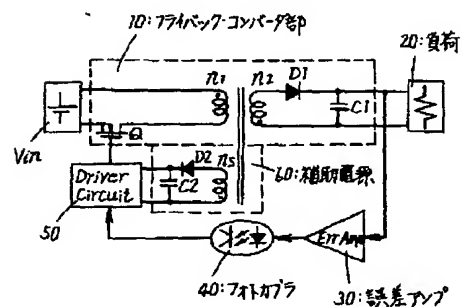 10:フライバック・コンバータ部
20:負荷
n1
n2
D1
C1
Vin
Q
D2
ns
C2
60:補助電源
Driver
Circuit
50
Err Amp
40:フォトカプラ
30:誤差アンプ